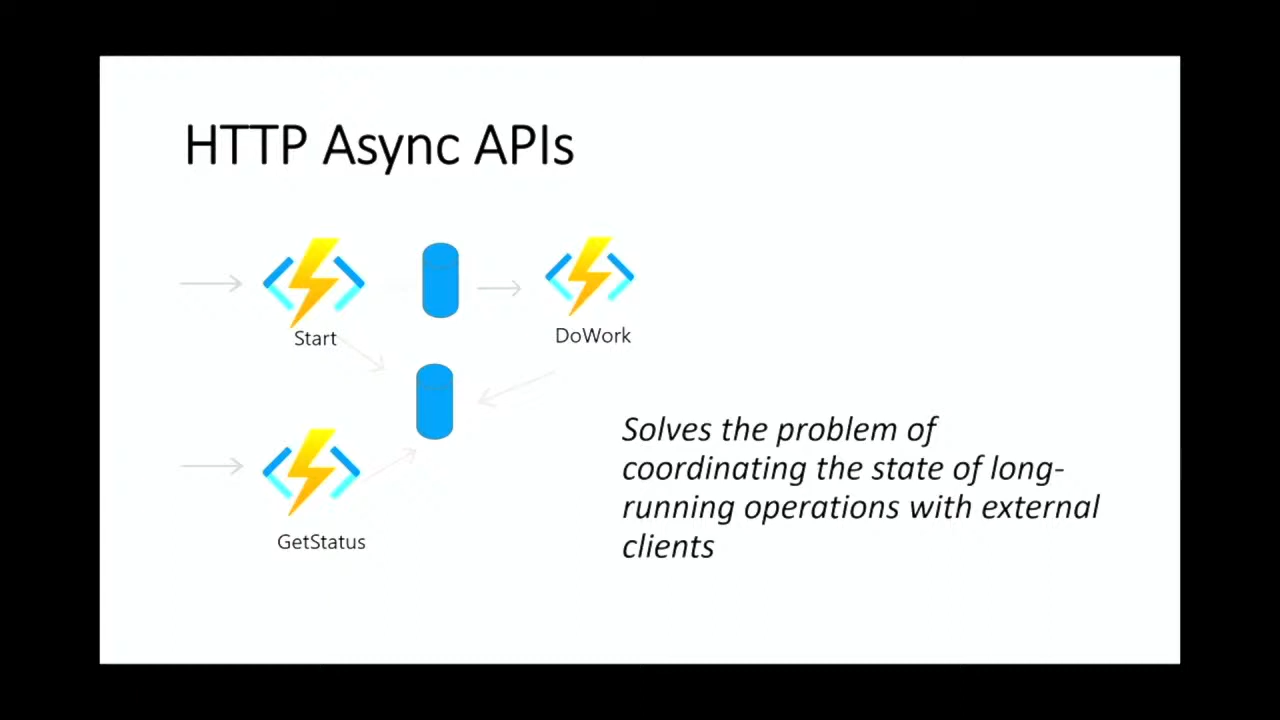 HTTP Async APIs
Start
DoWork
GetStatus
Solves the problem of
coordinating the state of long-
running operations with external
clients